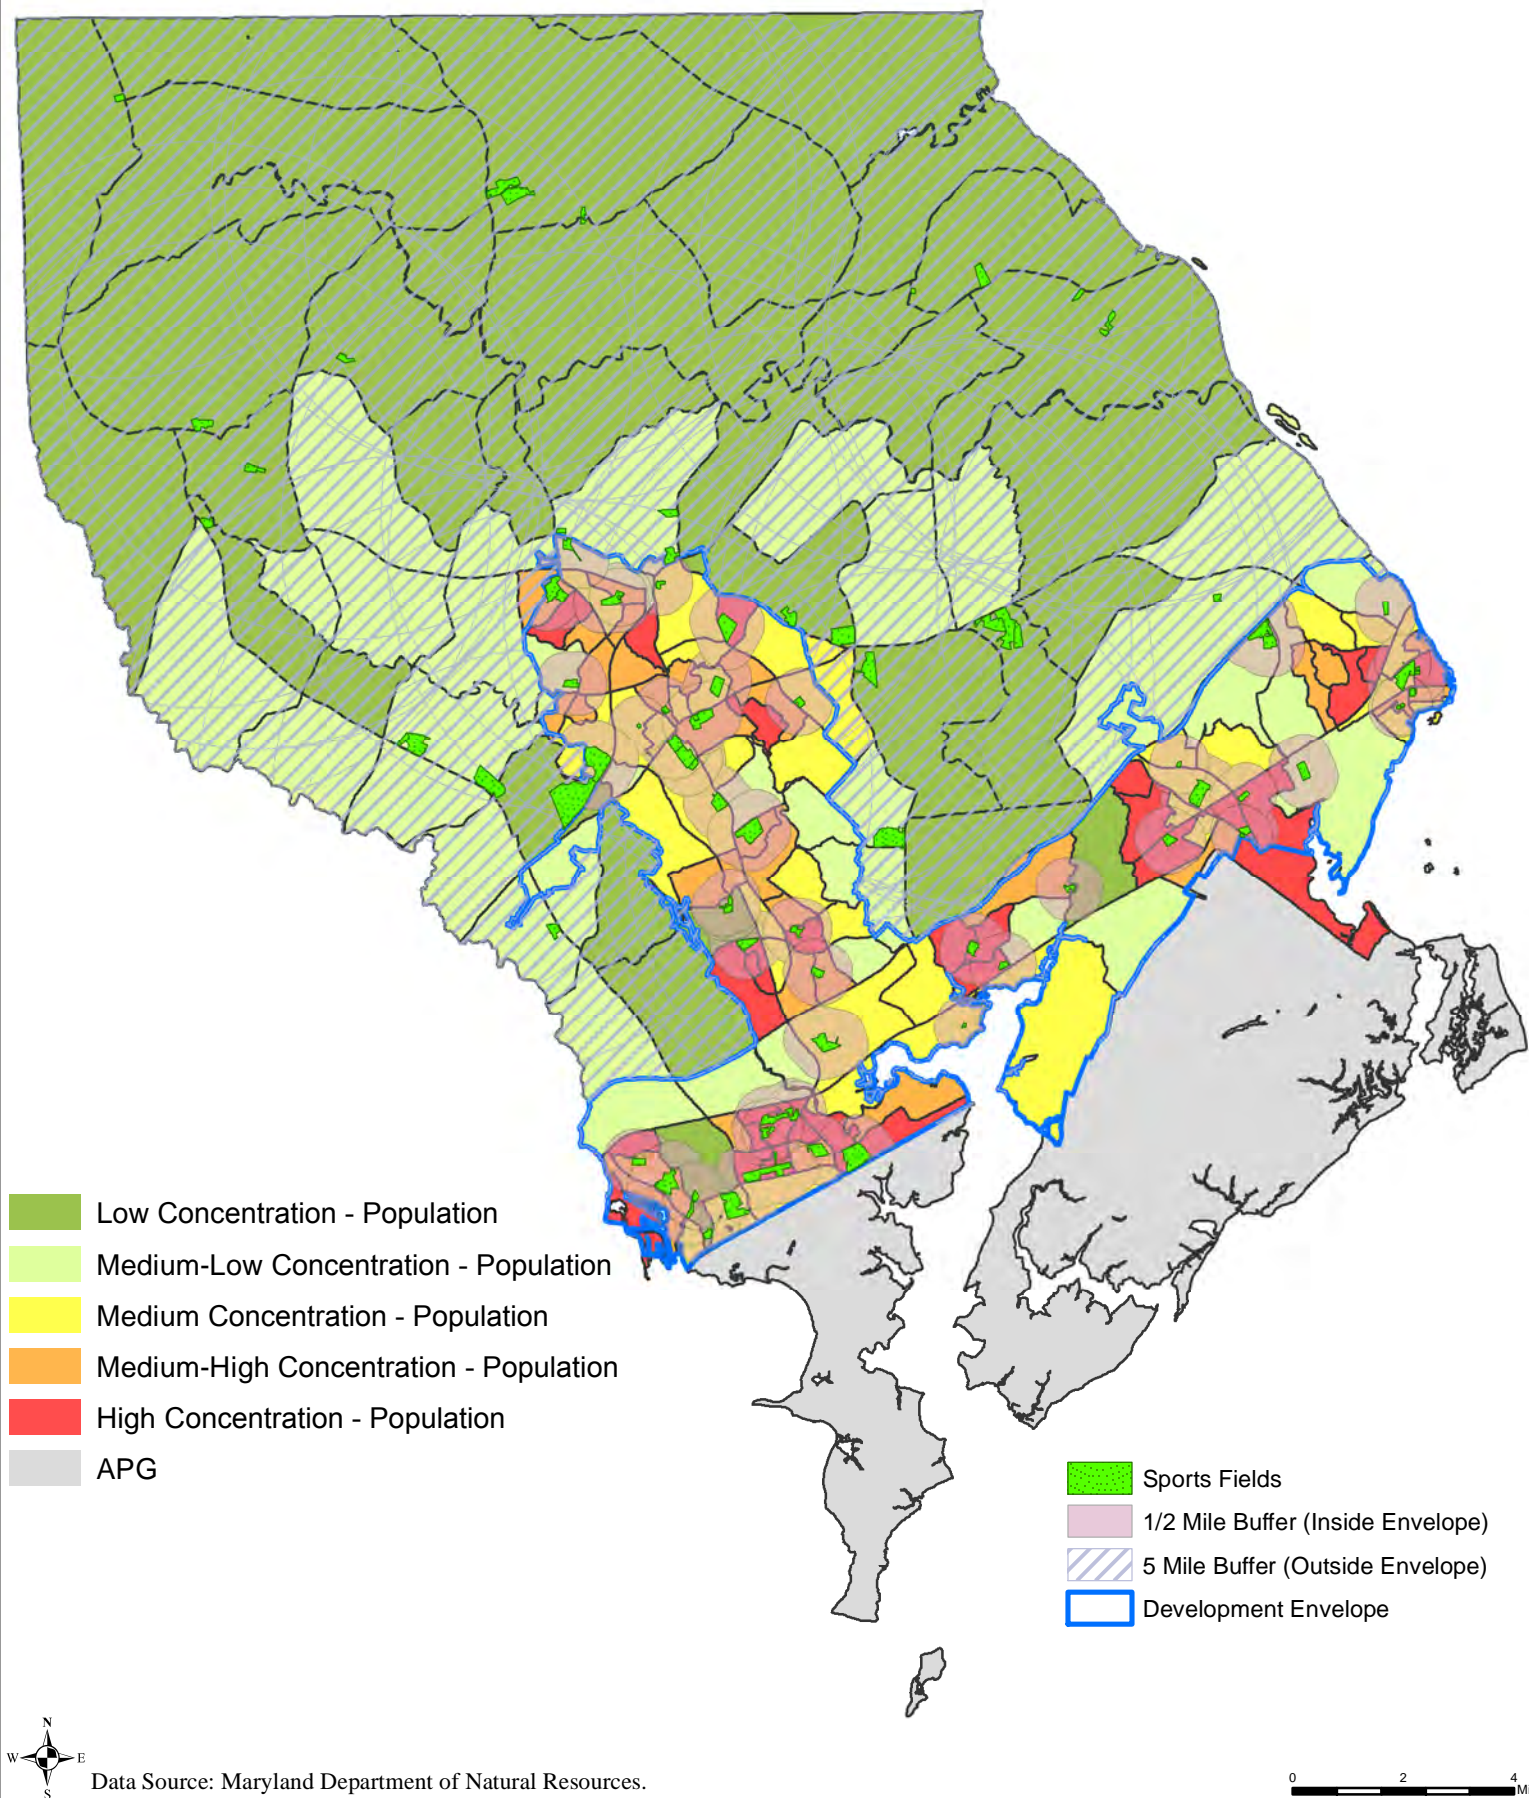 Low Concentration - Population
Medium-Low Concentration - Population
Medium Concentration - Population
Medium-High Concentration - Population
High Concentration - Population
APG
Sports Fields
1/2 Mile Buffer (Inside Envelope)
5 Mile Buffer (Outside Envelope)
Development Envelope
N
W E
S
Data Source: Maryland Department of Natural Resources.
0 2 4
Mi